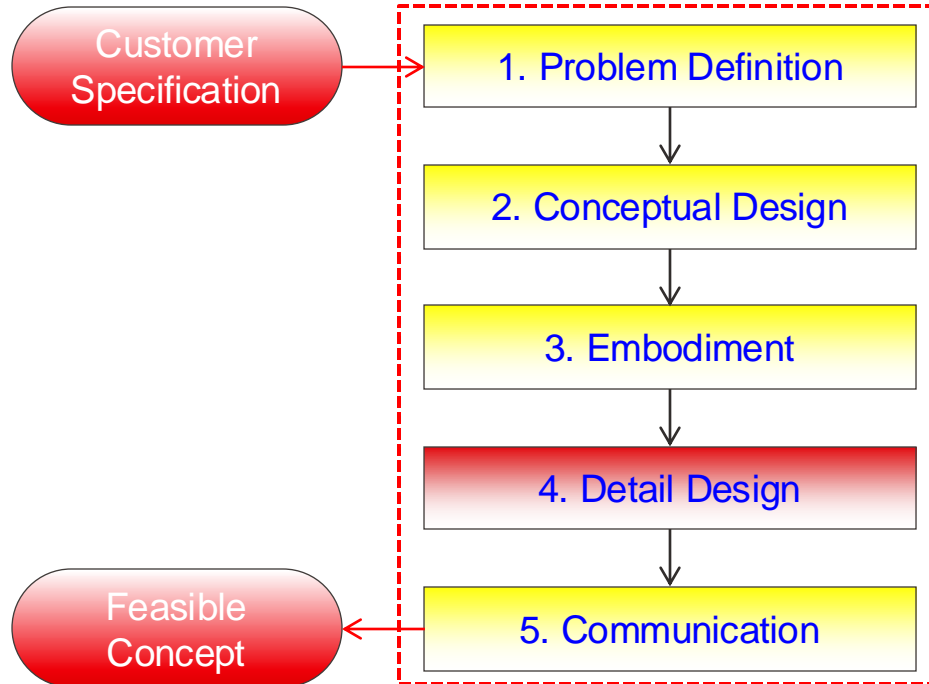 Customer
Specification
1. Problem Definition
2. Conceptual Design
3. Embodiment
4. Detail Design
5. Communication
Feasible
Concept